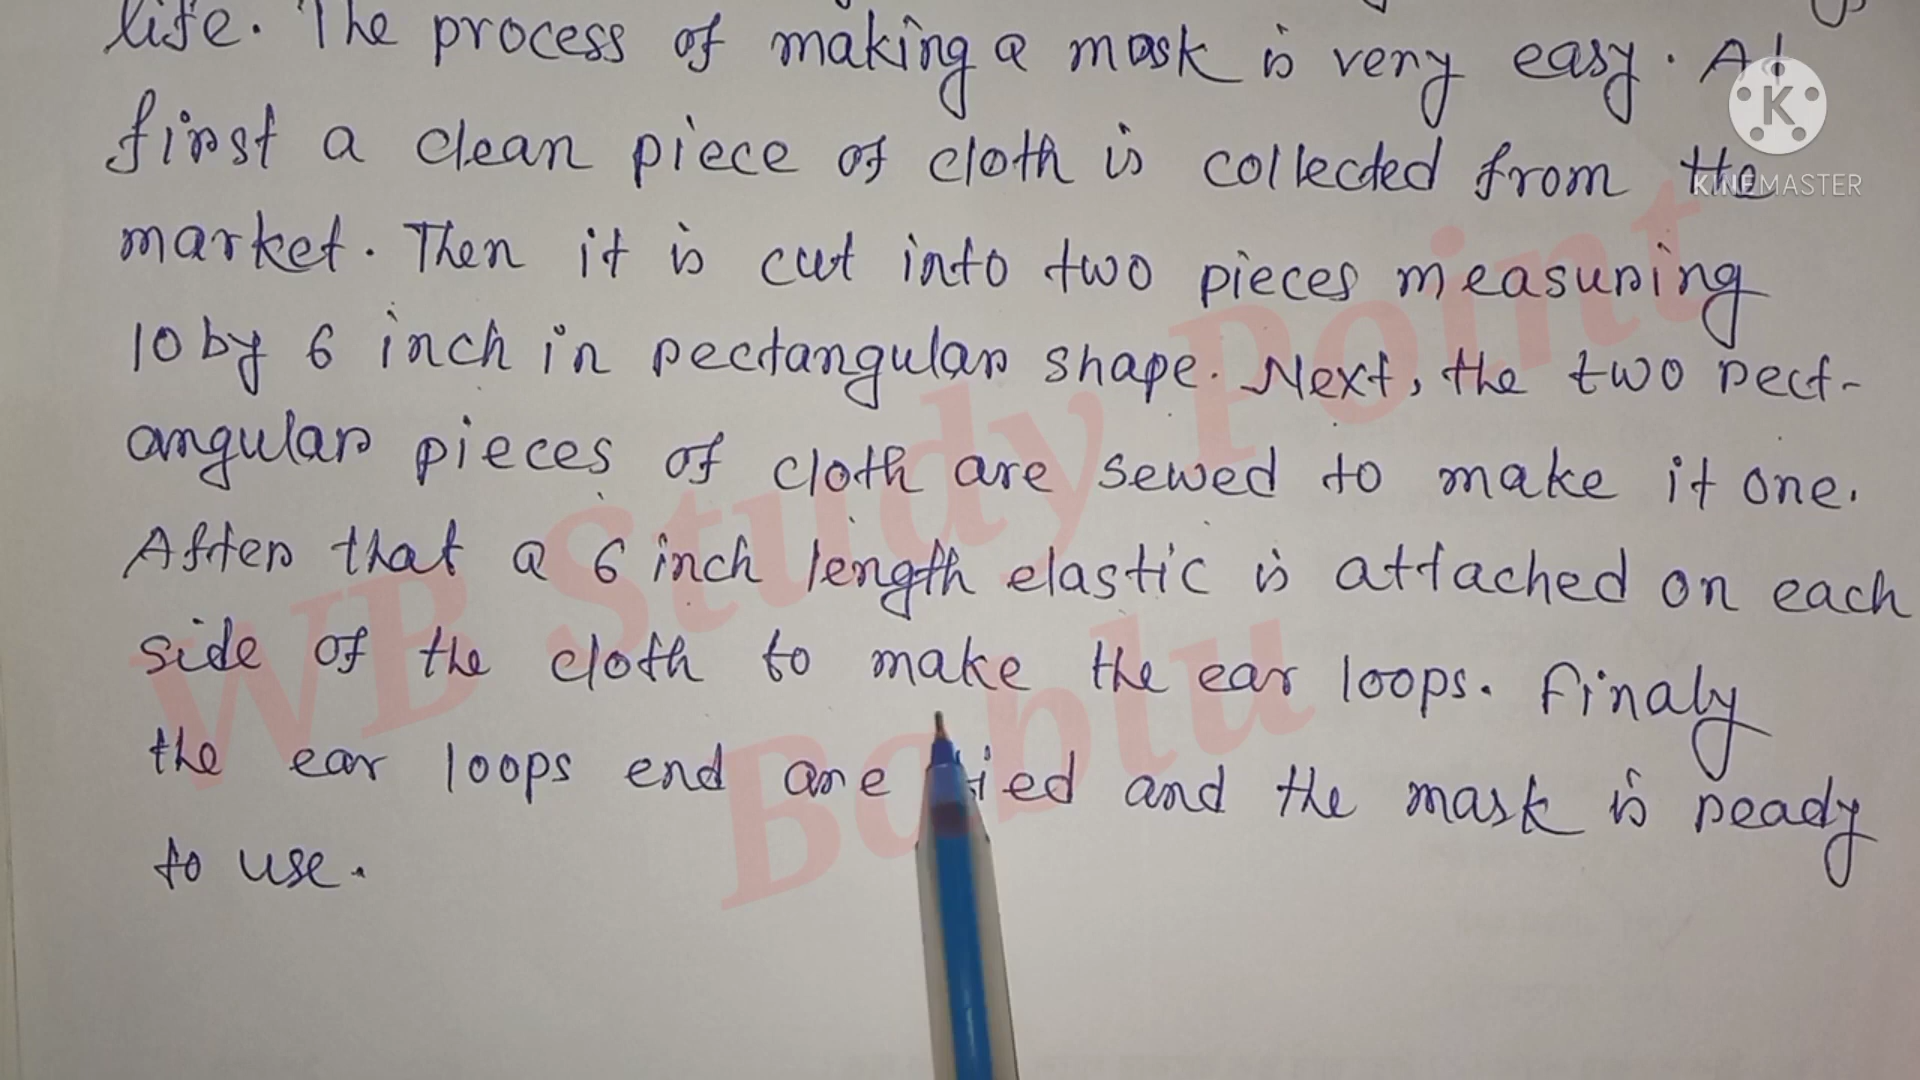 life. The process of making a mask is very easy. At
first a clean piece of cloth is collected from the
market. Then it is cut into two pieces measuring
10 by 6 inch in rectangular shape. Next, the two rect-
angular pieces of cloth are sewed to make it one.
After that a 6 inch length elastic is attached on each
side of the cloth to make the ear loops. Finaly
the ear loops end are tied and the mask is ready
to use.
K
KINEMASTER
WB Study Point
Bablu